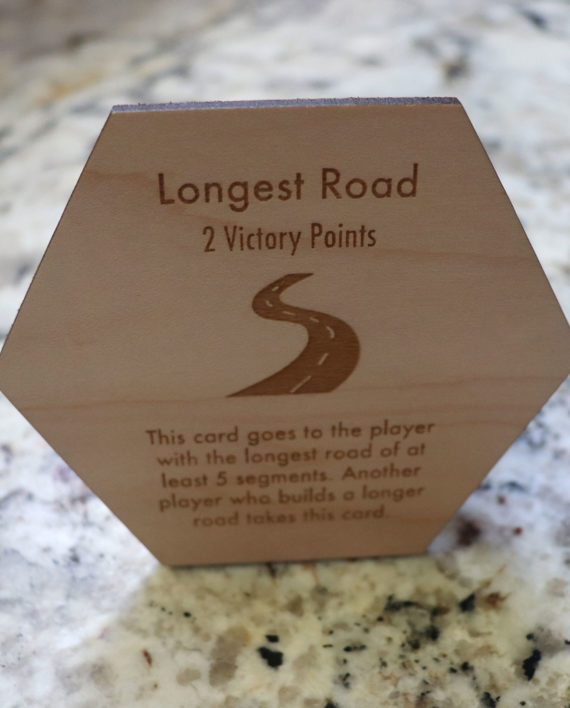 Longest Road
2 Victory Points
This card goes to the player
with the longest road of at
least 5 segments. Another
player who builds a longer
road takes this card.